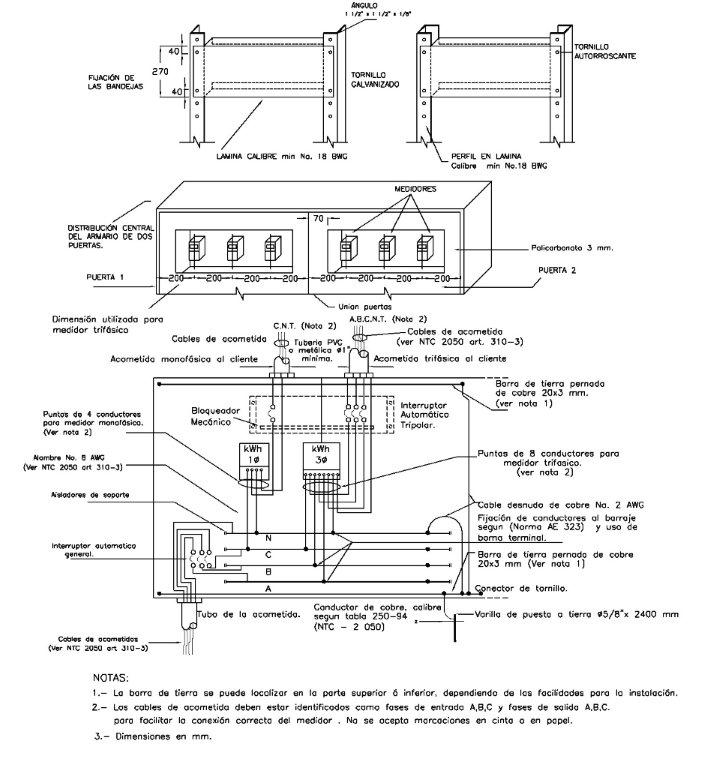 ÁNGULO
1 1/2" x 1 1/2" x 1/8"
40
270
40
FIJACIÓN DE
LAS BANDEJAS
TORNILLO
GALVANIZADO
TORNILLO
AUTORROSCANTE
LAMINA CALIBRE min No. 18 BWG
PERFIL EN LAMINA
Calibre min No.18 BWG
MEDIDORES
70
DISTRIBUCIÓN CENTRAL
DEL ARMARIO DE DOS
PUERTAS.
Policarbonato 3 mm.
PUERTA 1
200 200 200 200 200 200 200 200
PUERTA 2
Union puertas
Dimensión utilizada para
medidor trifásico
C.N.T. (Nota 2)
A.B.C.N.T. (Nota 2)
Cables de acometida
Tuberia PVC
o metálica ø1"
mínima.
Cables de acometida
(ver NTC 2050 art. 310-3)
Acometida monofásica al cliente
Acometida trifásica al cliente
Barra de tierra pernada
de cobre 20x3 mm.
(ver nota 1)
Bloqueador
Mecánico
Interruptor
Automático
Tripolar.
Puntas de 4 conductores
para medidor monofásico.
(Ver nota 2)
kWh
1ø
kWh
3ø
Puntas de 8 conductores para
medidor trifasico.
(ver nota 2)
Alambre No. 8 AWG
(Ver NTC 2050 art 310-3)
Aisladores de soporte
Cable desnudo de cobre No. 2 AWG
Fijación de conductores al barraje
segun (Norma AE 323) y uso de
borna terminal.
Interruptor automatico
general.
N
C
B
A
Barra de tierra pernada de cobre
20x3 mm (Ver nota 1)
Conector de tornillo.
Tubo de la acometida.
Conductor de cobre, calibre
segun tabla 250-94
(NTC - 2 050)
Varilla de puesta a tierra ø5/8"x 2400 mm
Cables de acometidas
(Ver NTC 2050 art 310-3)
NOTAS:
1.- La barra de tierra se puede localizar en la parte superior ó inferior, dependiendo de las facilidades para la instalación.
2.- Los cables de acometida deben estar identificados como fases de entrada A,B,C y fases de salida A,B,C.
para facilitar la conexión correcta del medidor . No se acepta marcaciones en cinta o en papel.
3.- Dimensiones en mm.